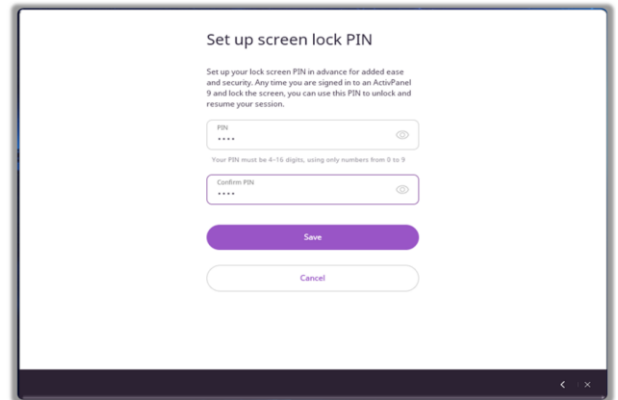 Set up screen lock PIN
Set up your lock screen PIN in advance for added ease
and security. Any time you are signed in to an ActivPanel
9 and lock the screen, you can use this PIN to unlock and
resume your session.
PIN
••••
Your PIN must be 4–16 digits, using only numbers from 0 to 9
Confirm PIN
••••
Save
Cancel